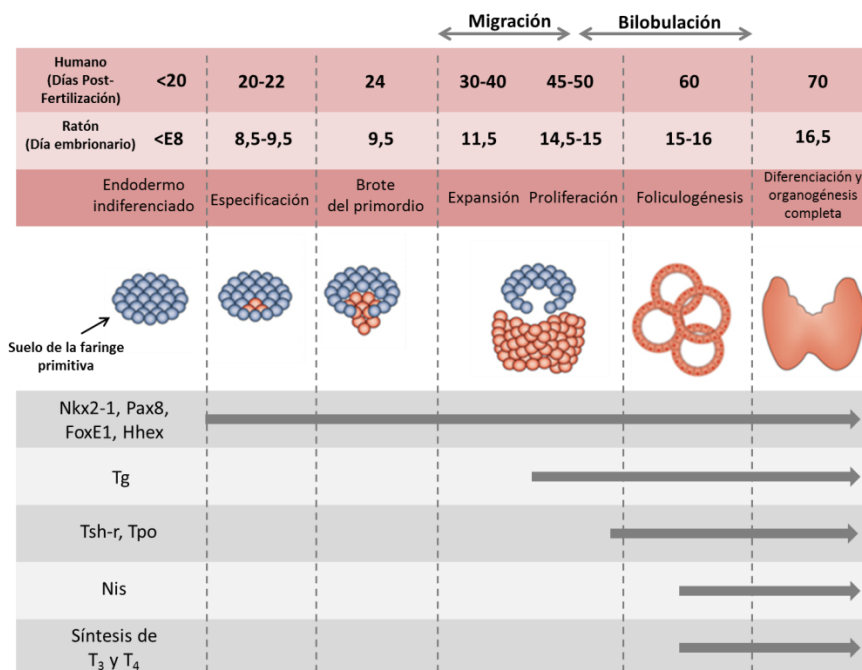 Migración Bilobulación
Humano
(Días Post-
Fertilización)
<20 20-22 24 30-40 45-50 60 70
Ratón
(Día embrionario)
<E8 8,5-9,5 9,5 11,5 14,5-15 15-16 16,5
Endodermo
indiferenciado
Especificación
Brote
del primordio
Expansión Proliferación
Foliculogénesis
Diferenciación y
organogénesis
completa
Suelo de la faringe
primitiva
Nkx2-1, Pax8,
FoxE1, Hhex
Tg
Tsh-r, Tpo
Nis
Síntesis de
T3 y T4